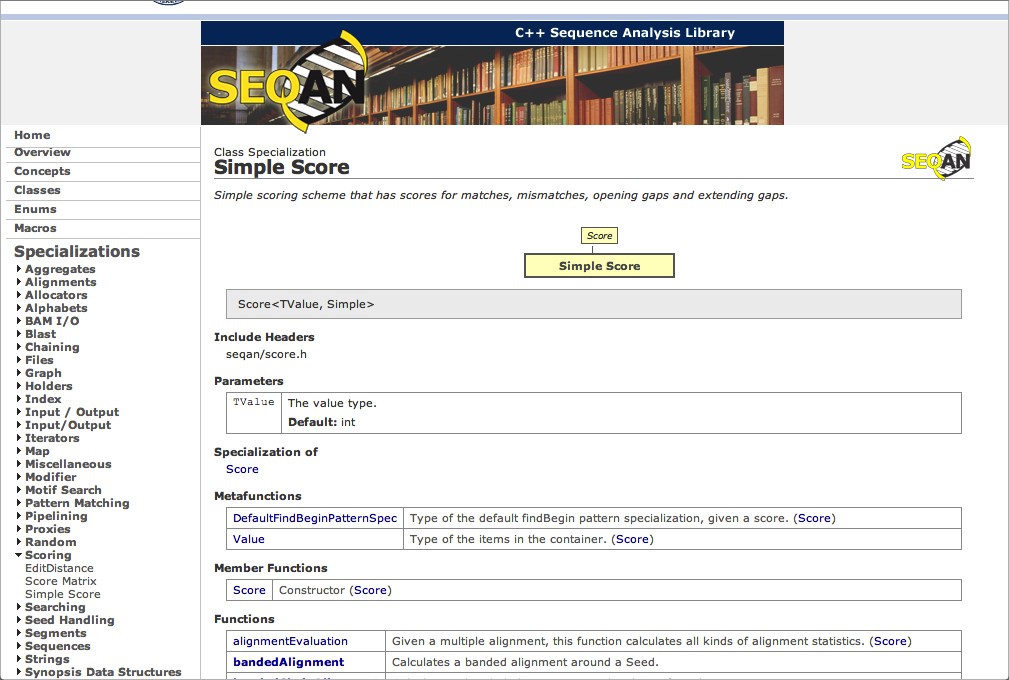 C++ Sequence Analysis Library
SEQAN
Home
Overview
Concepts
Classes
Enums
Macros
Specializations
Aggregates
Alignments
Allocators
Alphabets
BAM I/O
Blast
Chaining
Files
Graph
Holders
Index
Input / Output
Input/Output
Iterators
Map
Miscellaneous
Modifier
Motif Search
Pattern Matching
Pipelining
Proxies
Random
Scoring
EditDistance
Score Matrix
Simple Score
Searching
Seed Handling
Segments
Sequences
Strings
Synopsis Data Structures
Class Specialization
Simple Score
SEQAN
Simple scoring scheme that has scores for matches, mismatches, opening gaps and extending gaps.
Score
Simple Score
Score<TValue, Simple>
Include Headers
seqan/score.h
Parameters
TValue The value type.
Default: int
Specialization of
Score
Metafunctions
DefaultFindBeginPatternSpec Type of the default findBegin pattern specialization, given a score. (Score)
Value Type of the items in the container. (Score)
Member Functions
Score Constructor (Score)
Functions
alignmentEvaluation Given a multiple alignment, this function calculates all kinds of alignment statistics. (Score)
bandedAlignment Calculates a banded alignment around a Seed.